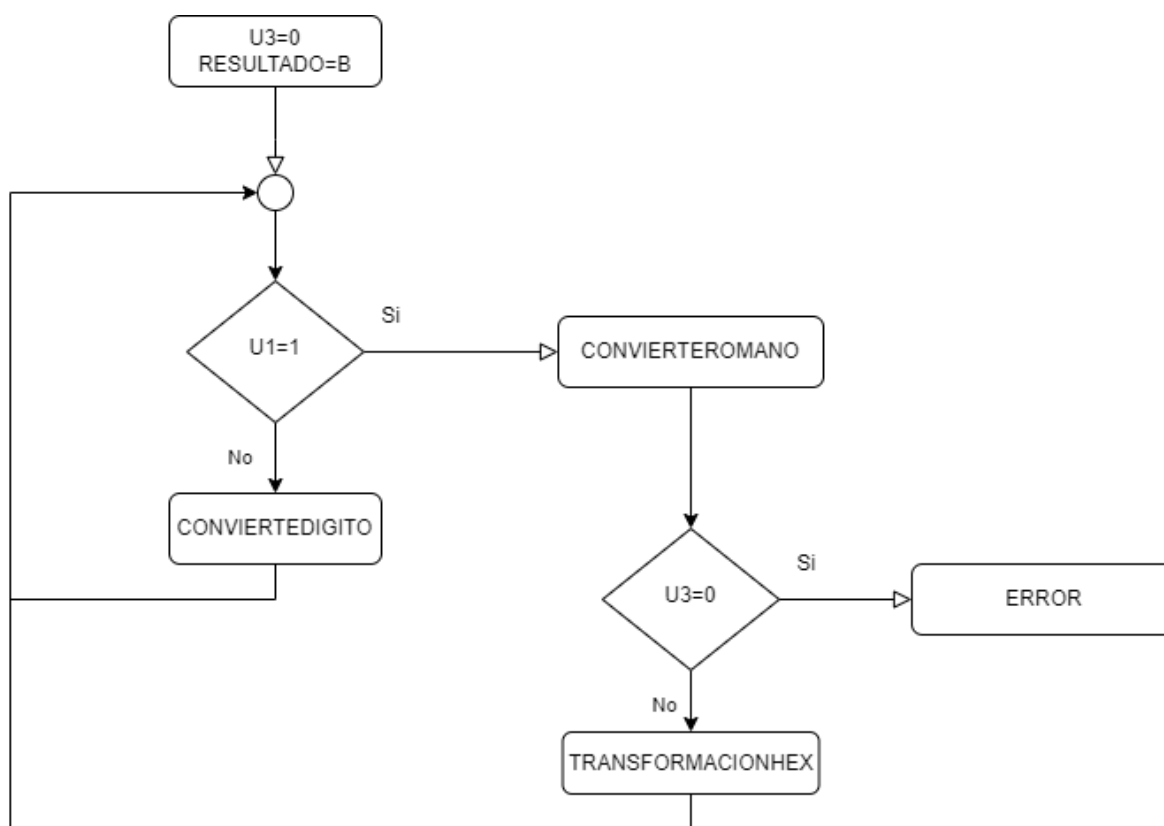 U3=0
RESULTADO=B
U1=1
Si
CONVIERTEROMANO
No
CONVIERTEDIGITO
U3=0
Si
ERROR
No
TRANSFORMACIONHEX